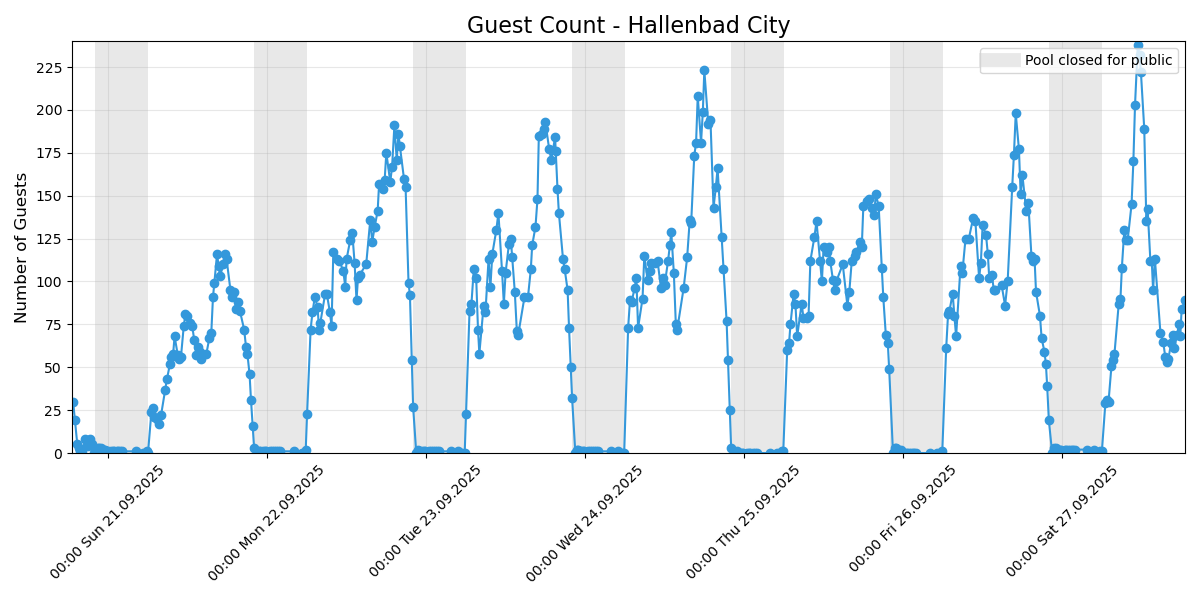 Guest Count - Hallenbad City
Pool closed for public
Number of Guests
225
200
175
150
125
100
75
50
25
0
00:00 Sun 21.09.2025
00:00 Mon 22.09.2025
00:00 Tue 23.09.2025
00:00 Wed 24.09.2025
00:00 Thu 25.09.2025
00:00 Fri 26.09.2025
00:00 Sat 27.09.2025